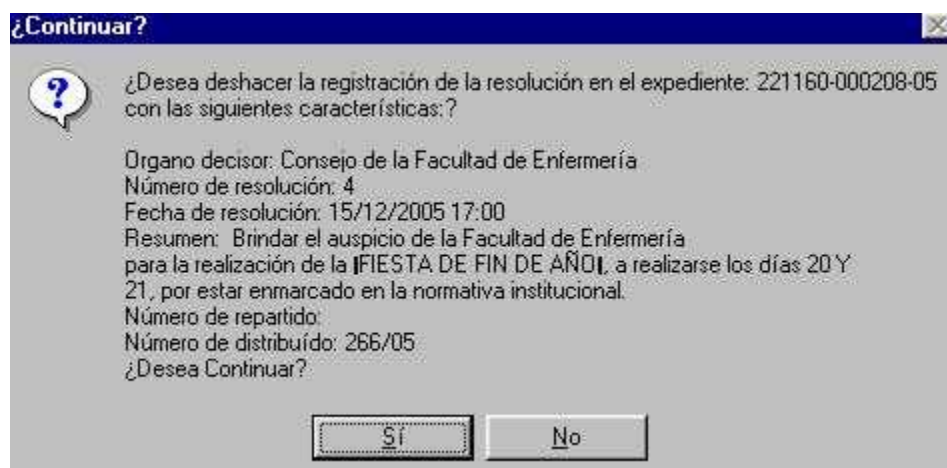 ¿Continuar?
¿Desea deshacer la registración de la resolución en el expediente: 221160-000208-05
con las siguientes características:?
Organo decisor: Consejo de la Facultad de Enfermería
Número de resolución: 4
Fecha de resolución: 15/12/2005 17:00
Resumen: Brindar el auspicio de la Facultad de Enfermería
para la realización de la |FIESTA DE FIN DE AÑO|, a realizarse los días 20 Y
21, por estar enmarcado en la normativa institucional.
Número de repartido:
Número de distribuído: 266/05
¿Desea Continuar?
Sí
No